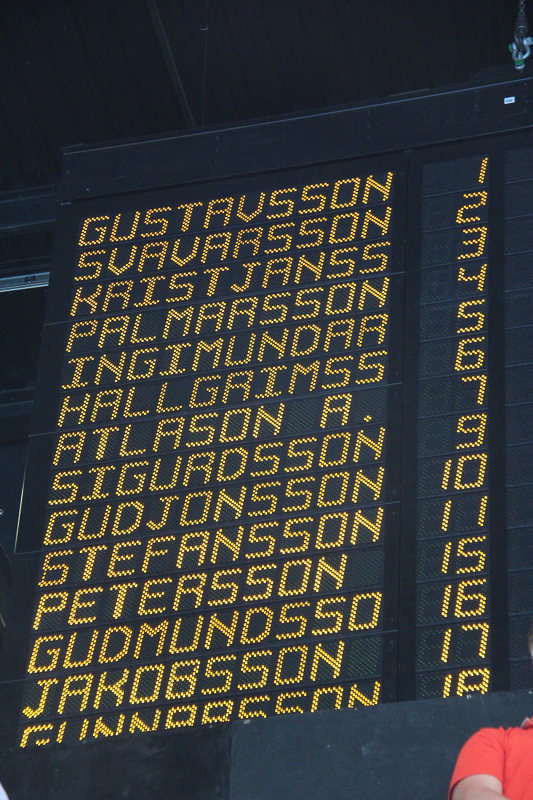 GUSTAVSSON 1
SVAVARSSON 2
KRISTJANSS 3
PALMARSSON 4
INGIMUNDAR 5
HALLGRIMSS 6
ATLASON A. 7
SIGURDSSON 9
GUDJONSSON 10
STEFANSSON 11
PETERSSON 15
GUDMUNDSSO 16
JAKOBSSON 17
GUNNARSSON 18